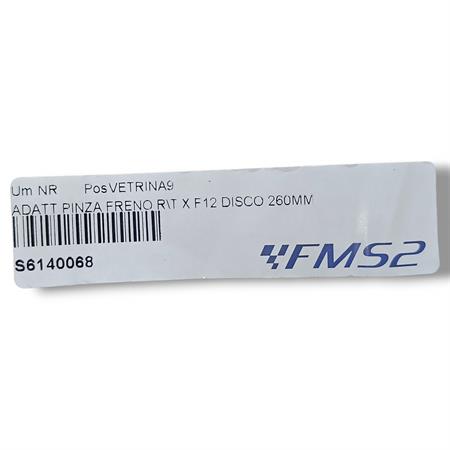 Um NR PosVETRINA9
ADATT PINZA FRENO R\T X F12 DISCO 260MM
S6140068
FMS2